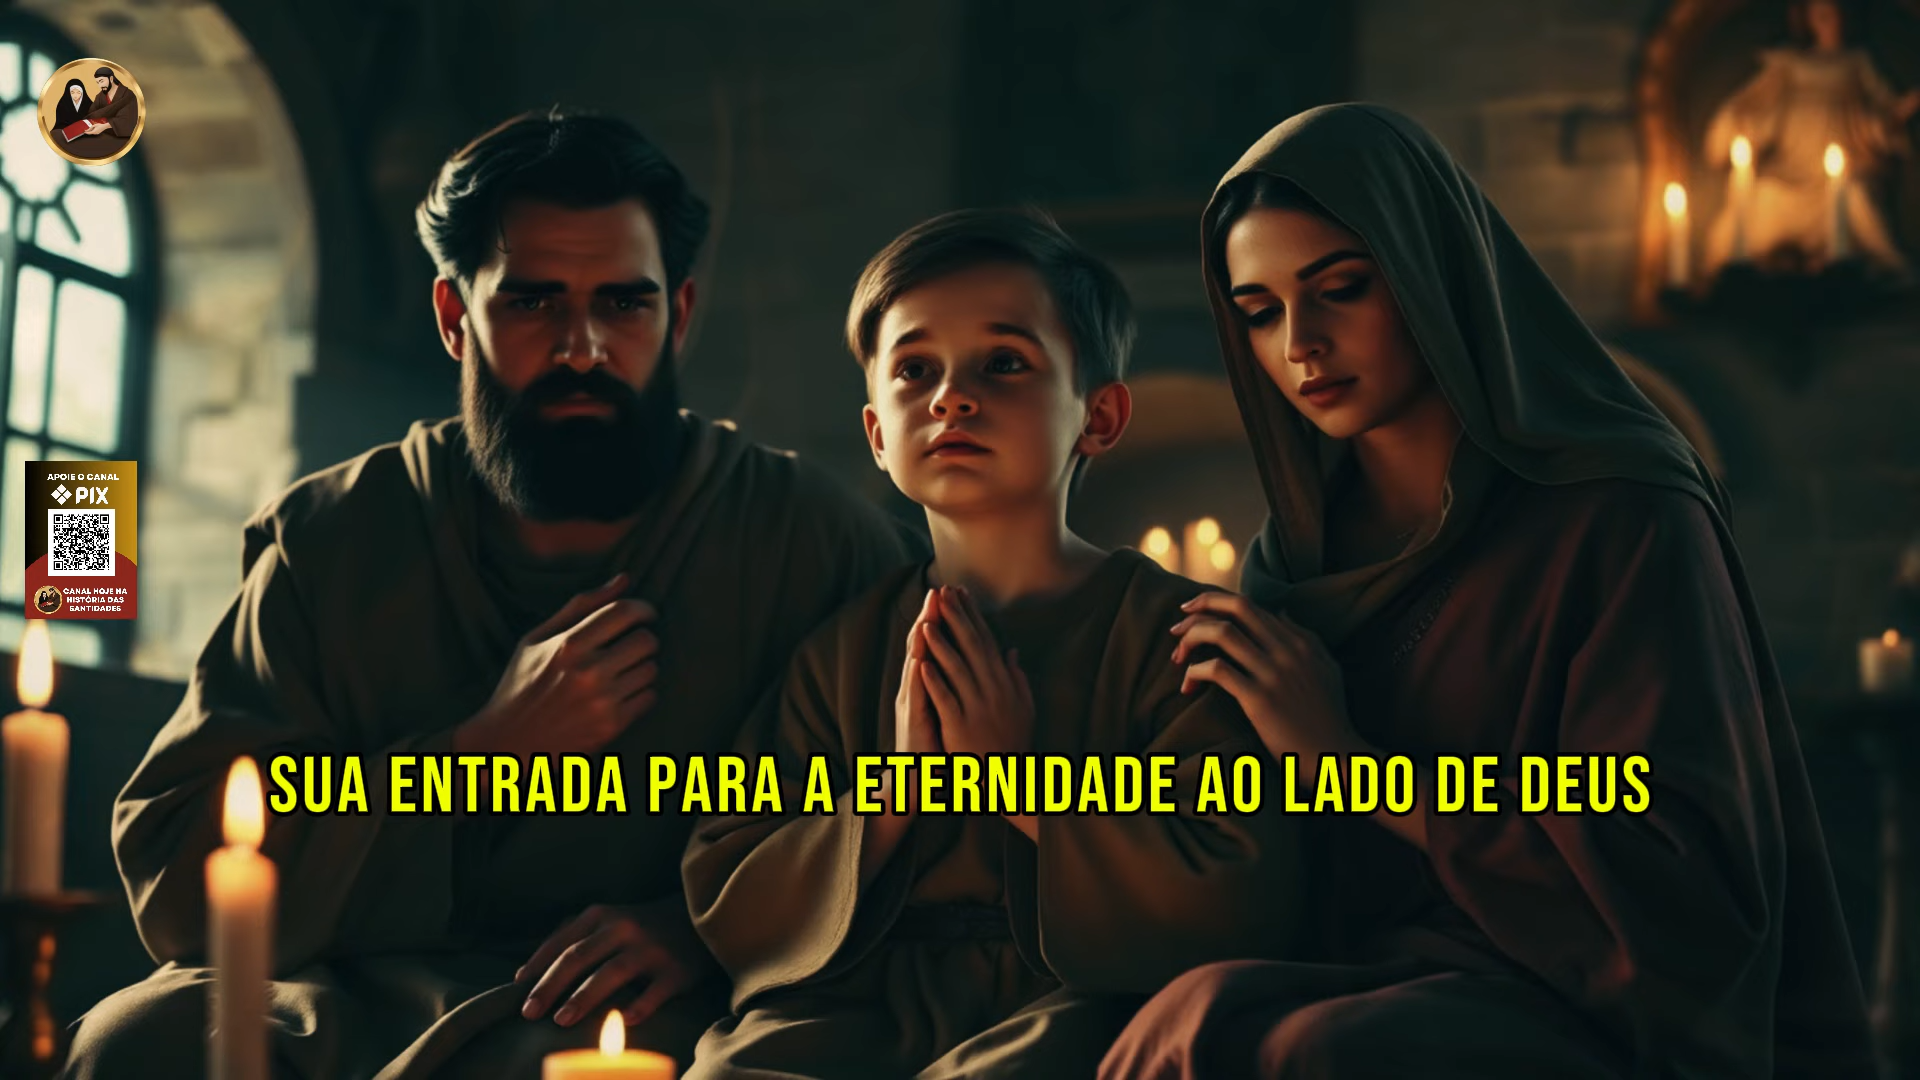 APOIE O CANAL
PIX
CANAL HOJE NA
HISTÓRIA DAS
SANTIDADES
SUA ENTRADA PARA A ETERNIDADE AO LADO DE DEUS